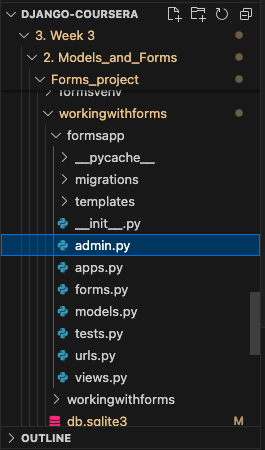 DJANGO-COURSERA
3. Week 3
2. Models_and_Forms
Forms_project
formsvenv
workingwithforms
formsapp
__pycache__
migrations
templates
__init__.py
admin.py
apps.py
forms.py
models.py
tests.py
urls.py
views.py
workingwithforms
db.sqlite3 M
OUTLINE